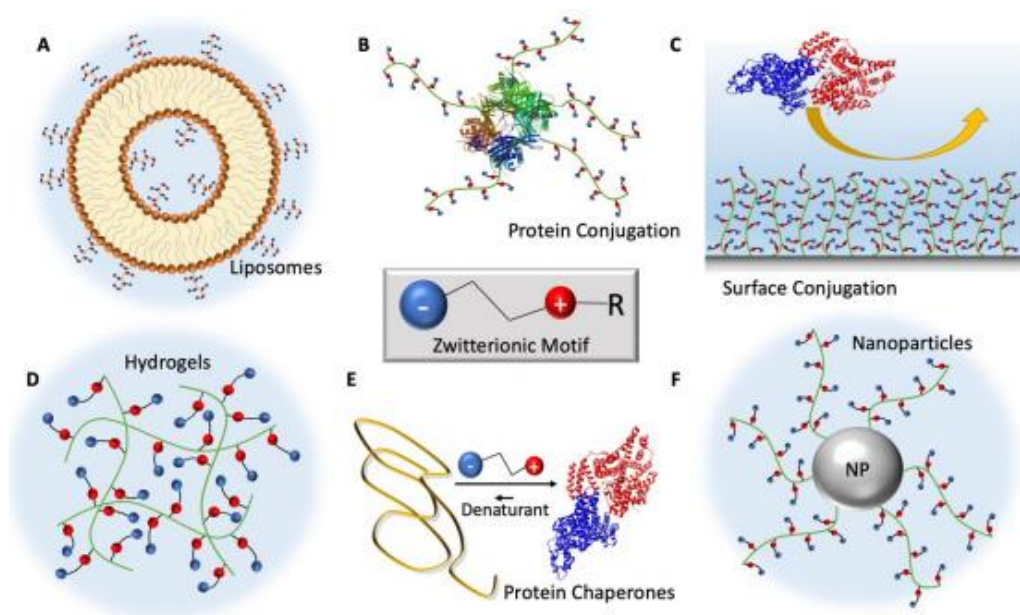 A
Liposomes
B
Protein Conjugation
C
Surface Conjugation
- + R
Zwitterionic Motif
D
Hydrogels
E
- +
Denaturant
Protein Chaperones
F
Nanoparticles
NP